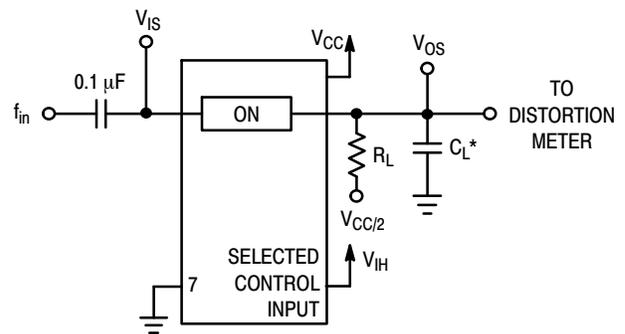 V_IS
V_CC
V_OS
0.1 μF
f_in
ON
TO
DISTORTION
METER
R_L
C_L*
V_CC/2
SELECTED
CONTROL
INPUT
V_IH
7